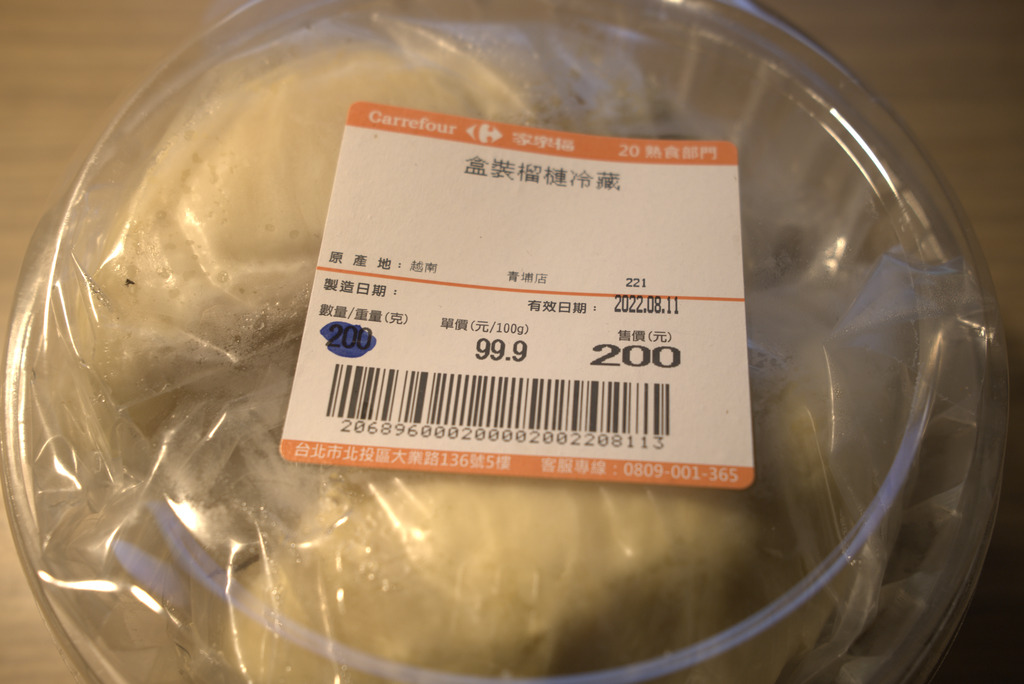 Carrefour 家樂福 20 熟食部門
盒裝榴槤冷藏
原 產 地： 越南 青埔店 221
製造日期： 有效日期： 2022.08.11
數量/重量(克) 單價(元/100g) 售價(元)
200 99.9 200
2068960002000020022081​13
台北市北投區大業路136號5樓 客服專線：0809-001-365